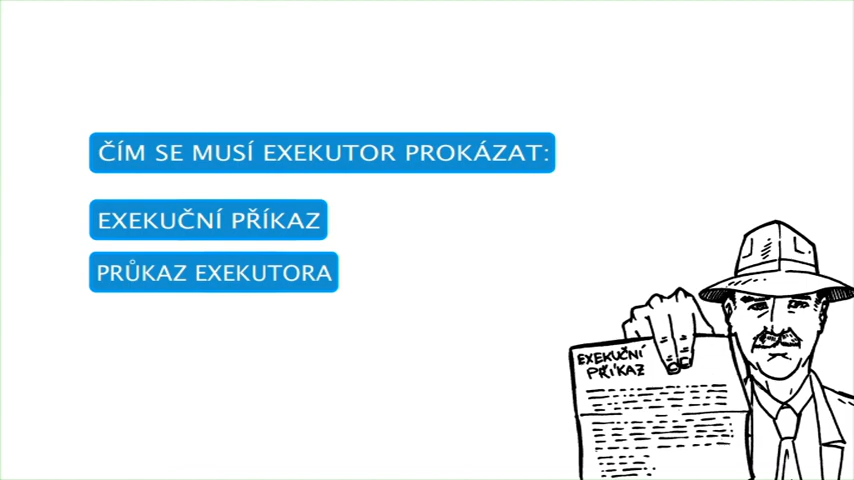 ČÍM SE MUSÍ EXEKUTOR PROKÁZAT:
EXEKUČNÍ PŘÍKAZ
PRŮKAZ EXEKUTORA
EXEKUČNÍ
PŘÍKAZ